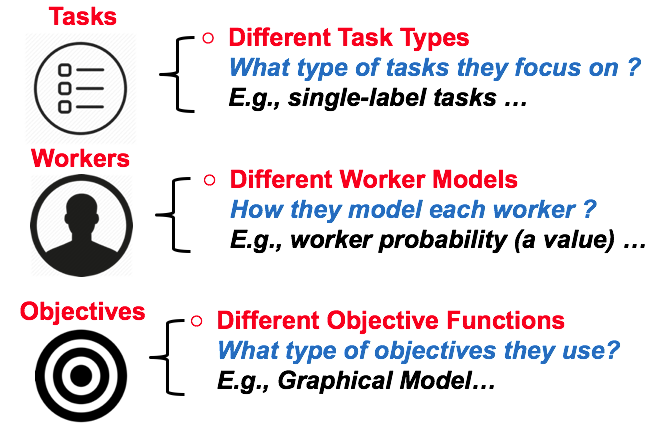 Tasks
○ Different Task Types
What type of tasks they focus on ?
E.g., single-label tasks …
Workers
○ Different Worker Models
How they model each worker ?
E.g., worker probability (a value) …
Objectives
○ Different Objective Functions
What type of objectives they use?
E.g., Graphical Model…